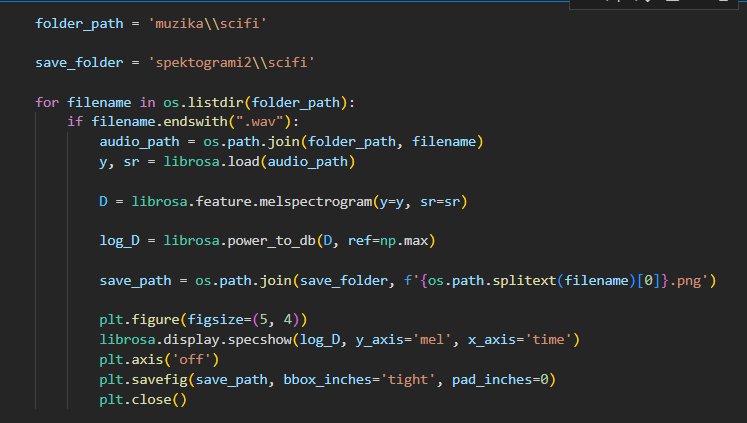 folder_path = 'muzika\\scifi'
save_folder = 'spektogrami2\\scifi'
for filename in os.listdir(folder_path):
if filename.endswith(".wav"):
audio_path = os.path.join(folder_path, filename)
y, sr = librosa.load(audio_path)
D = librosa.feature.melspectrogram(y=y, sr=sr)
log_D = librosa.power_to_db(D, ref=np.max)
save_path = os.path.join(save_folder, f'{os.path.splitext(filename)[0]}.png')
plt.figure(figsize=(5, 4))
librosa.display.specshow(log_D, y_axis='mel', x_axis='time')
plt.axis('off')
plt.savefig(save_path, bbox_inches='tight', pad_inches=0)
plt.close()